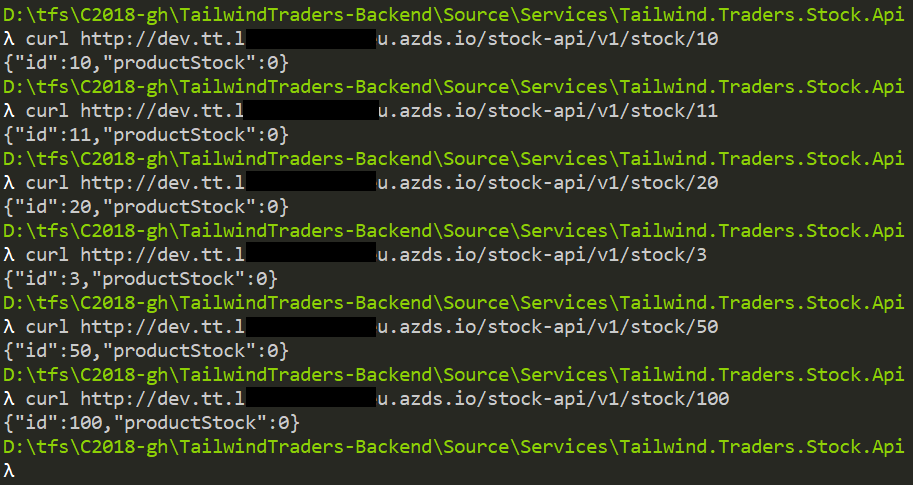 D:\tfs\C2018-gh\TailwindTraders-Backend\Source\Services\Tailwind.Traders.Stock.Api
λ curl http://dev.tt.l u.azds.io/stock-api/v1/stock/10
{"id":10,"productStock":0}
D:\tfs\C2018-gh\TailwindTraders-Backend\Source\Services\Tailwind.Traders.Stock.Api
λ curl http://dev.tt.l u.azds.io/stock-api/v1/stock/11
{"id":11,"productStock":0}
D:\tfs\C2018-gh\TailwindTraders-Backend\Source\Services\Tailwind.Traders.Stock.Api
λ curl http://dev.tt.l u.azds.io/stock-api/v1/stock/20
{"id":20,"productStock":0}
D:\tfs\C2018-gh\TailwindTraders-Backend\Source\Services\Tailwind.Traders.Stock.Api
λ curl http://dev.tt.l u.azds.io/stock-api/v1/stock/3
{"id":3,"productStock":0}
D:\tfs\C2018-gh\TailwindTraders-Backend\Source\Services\Tailwind.Traders.Stock.Api
λ curl http://dev.tt.l u.azds.io/stock-api/v1/stock/50
{"id":50,"productStock":0}
D:\tfs\C2018-gh\TailwindTraders-Backend\Source\Services\Tailwind.Traders.Stock.Api
λ curl http://dev.tt.l u.azds.io/stock-api/v1/stock/100
{"id":100,"productStock":0}
D:\tfs\C2018-gh\TailwindTraders-Backend\Source\Services\Tailwind.Traders.Stock.Api
λ